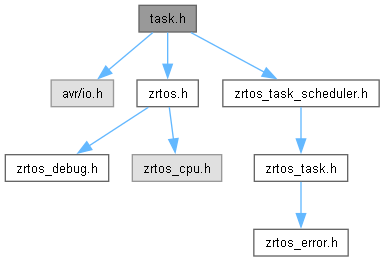 task.h
avr/io.h
zrtos.h
zrtos_task_scheduler.h
zrtos_debug.h
zrtos_cpu.h
zrtos_task.h
zrtos_error.h